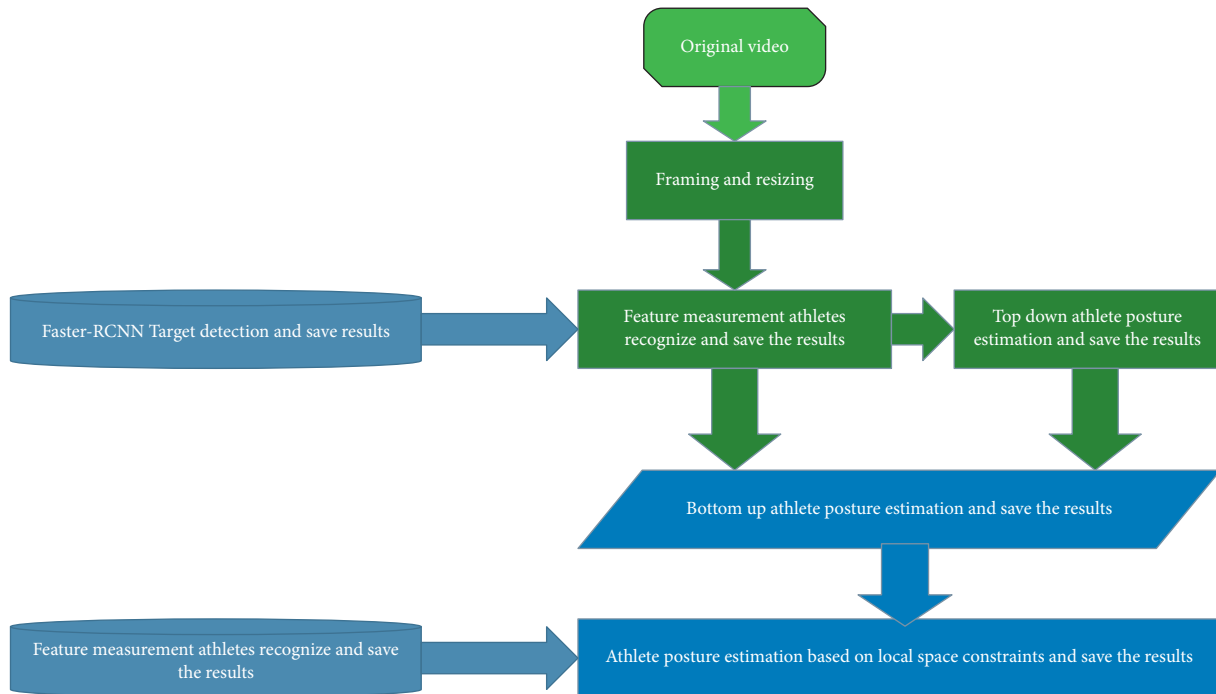 Original video
Framing and resizing
Faster-RCNN Target detection and save results
Feature measurement athletes
recognize and save the results
Top down athlete posture
estimation and save the results
Bottom up athlete posture estimation and save the results
Feature measurement athletes recognize and save
the results
Athlete posture estimation based on local space constraints and save the results